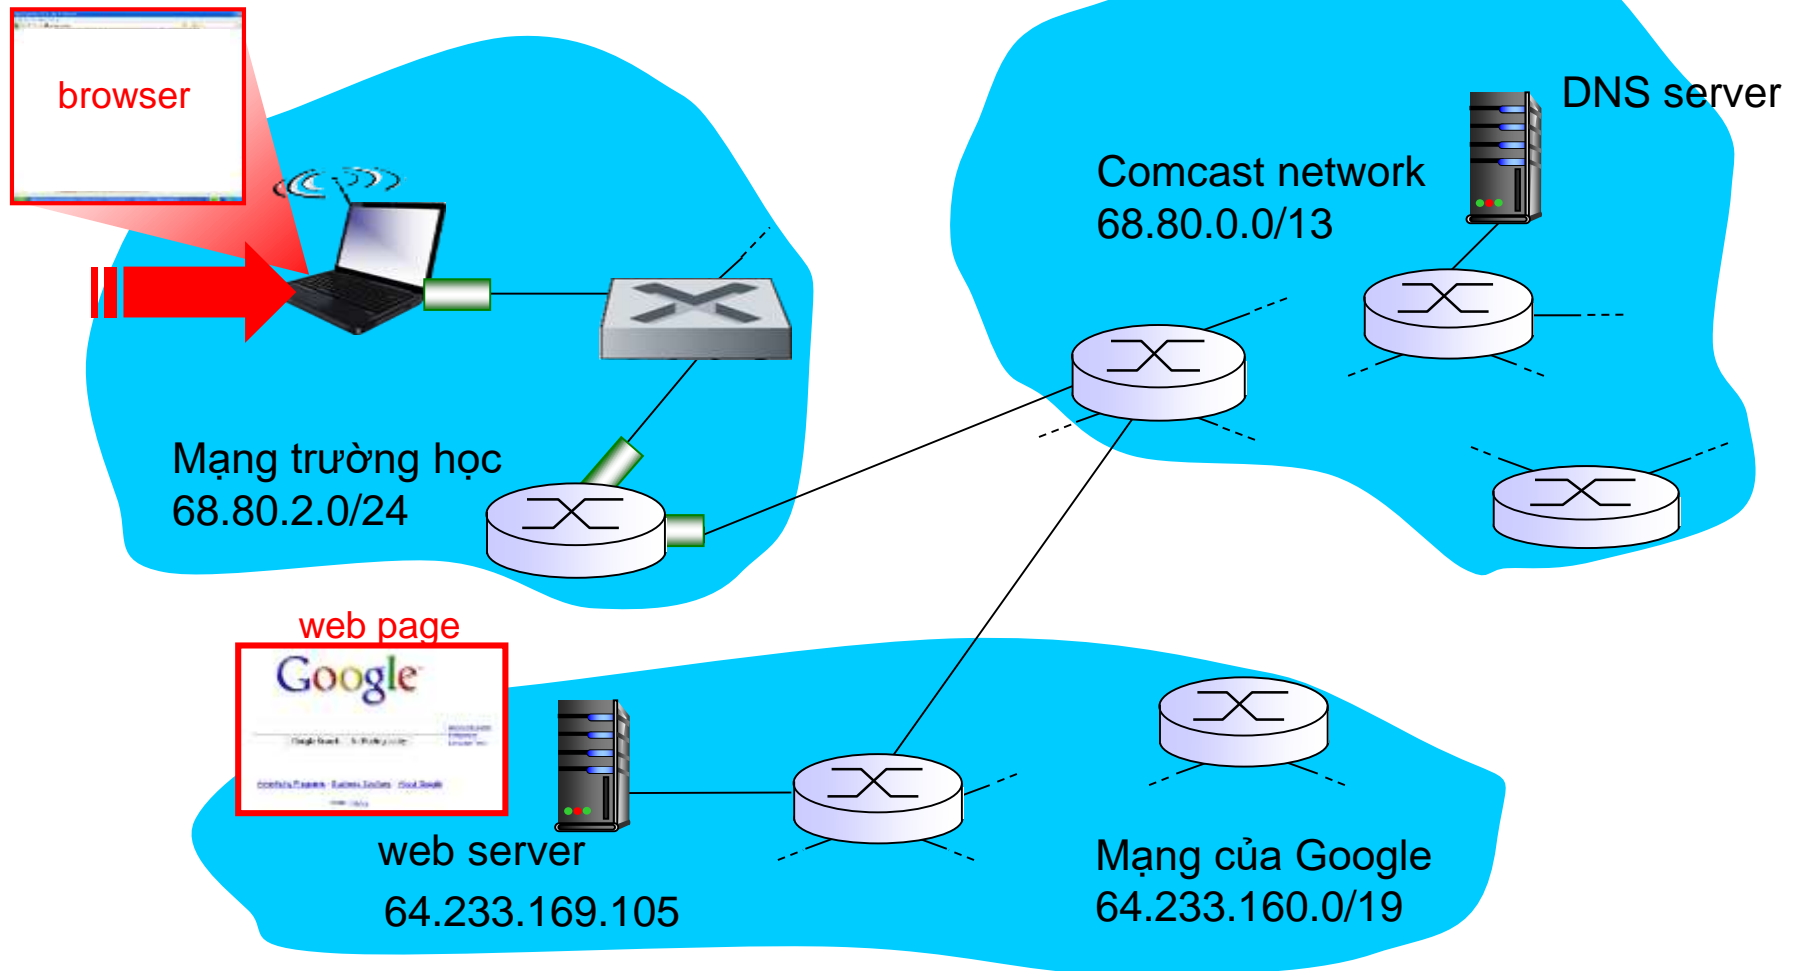 browser
DNS server
Comcast network
68.80.0.0/13
Mạng trường học
68.80.2.0/24
web page
Google
web server
64.233.169.105
Mạng của Google
64.233.160.0/19